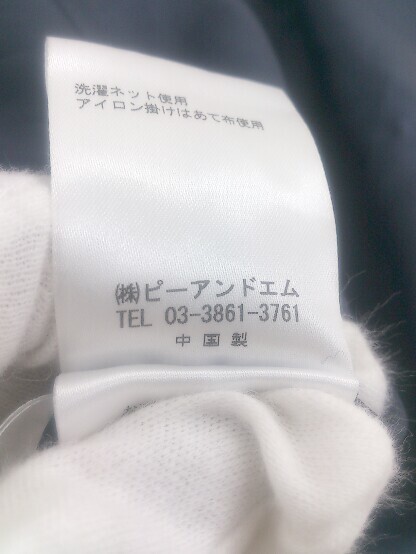 洗濯ネット使用
アイロン掛けはあて布使用
㈱ピーアンドエム
TEL 03-3861-3761
中国製